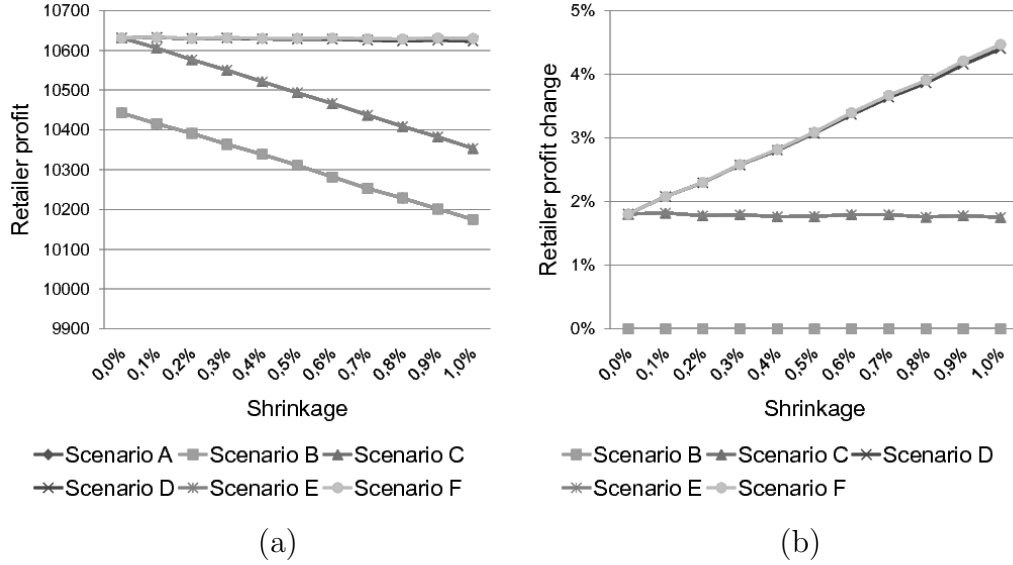 10700
10600
10500
10400
10300
10200
10100
10000
9900
Retailer profit
0,0% 0,1% 0,2% 0,3% 0,4% 0,5% 0,6% 0,7% 0,8% 0,9% 1,0%
Shrinkage
Scenario A Scenario B Scenario C
Scenario D Scenario E Scenario F
(a)
5%
4%
3%
2%
1%
0%
Retailer profit change
0,0% 0,1% 0,2% 0,3% 0,4% 0,5% 0,6% 0,7% 0,8% 0,9% 1,0%
Shrinkage
Scenario B Scenario C Scenario D
Scenario E Scenario F
(b)